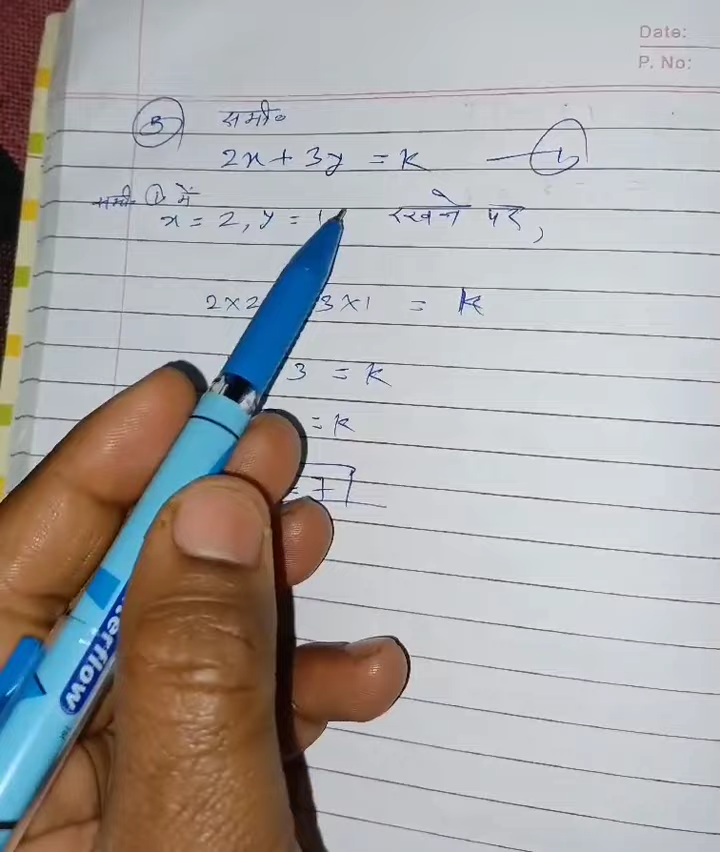 Date:
P. No:
3 समी०
2x + 3y = k — 1
समी० 1 में
x = 2, y = 1 रखने पर,
2 × 2 3 × 1 = k
3 = k
= k
= 7
erflow